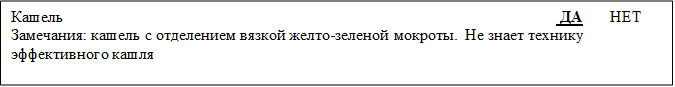 Кашель ДА НЕТ
Замечания: кашель с отделением вязкой желто-зеленой мокроты. Не знает технику
эффективного кашля